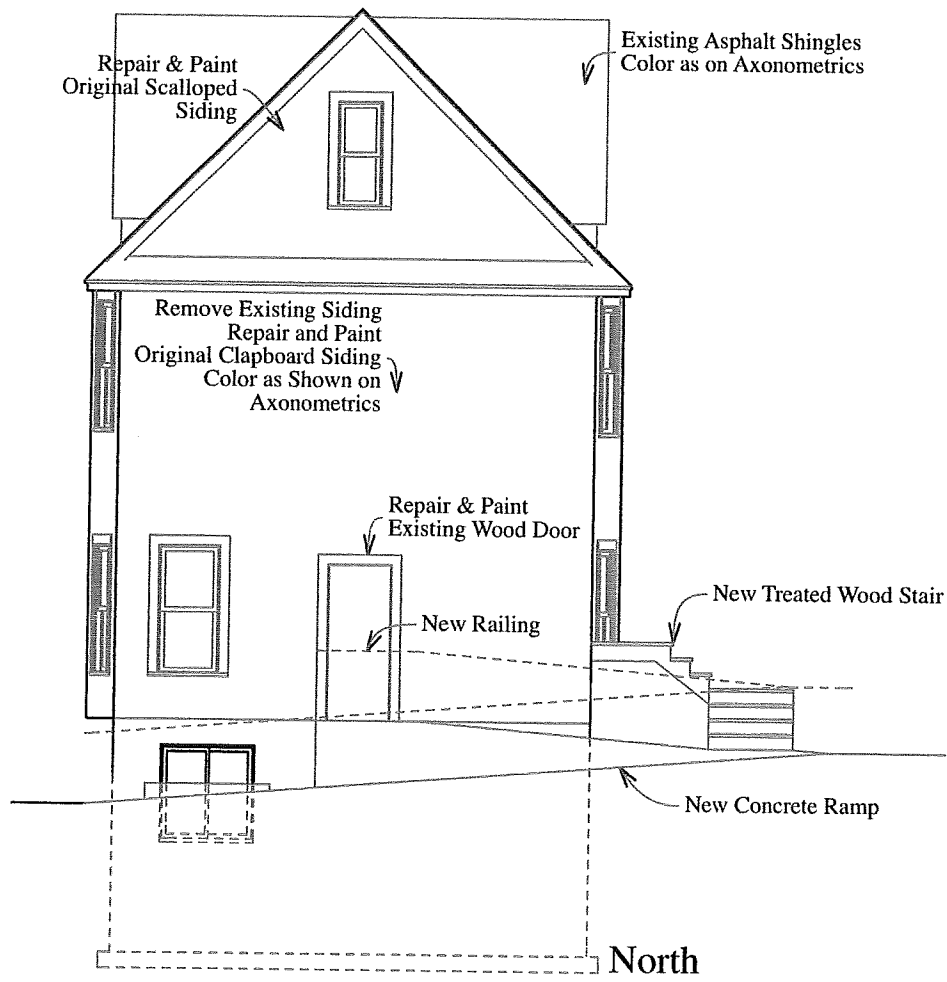 Repair & Paint
Original Scalloped
Siding
Existing Asphalt Shingles
Color as on Axonometrics
Remove Existing Siding
Repair and Paint
Original Clapboard Siding
Color as Shown on
Axonometrics
Repair & Paint
Existing Wood Door
New Treated Wood Stair
New Railing
New Concrete Ramp
North